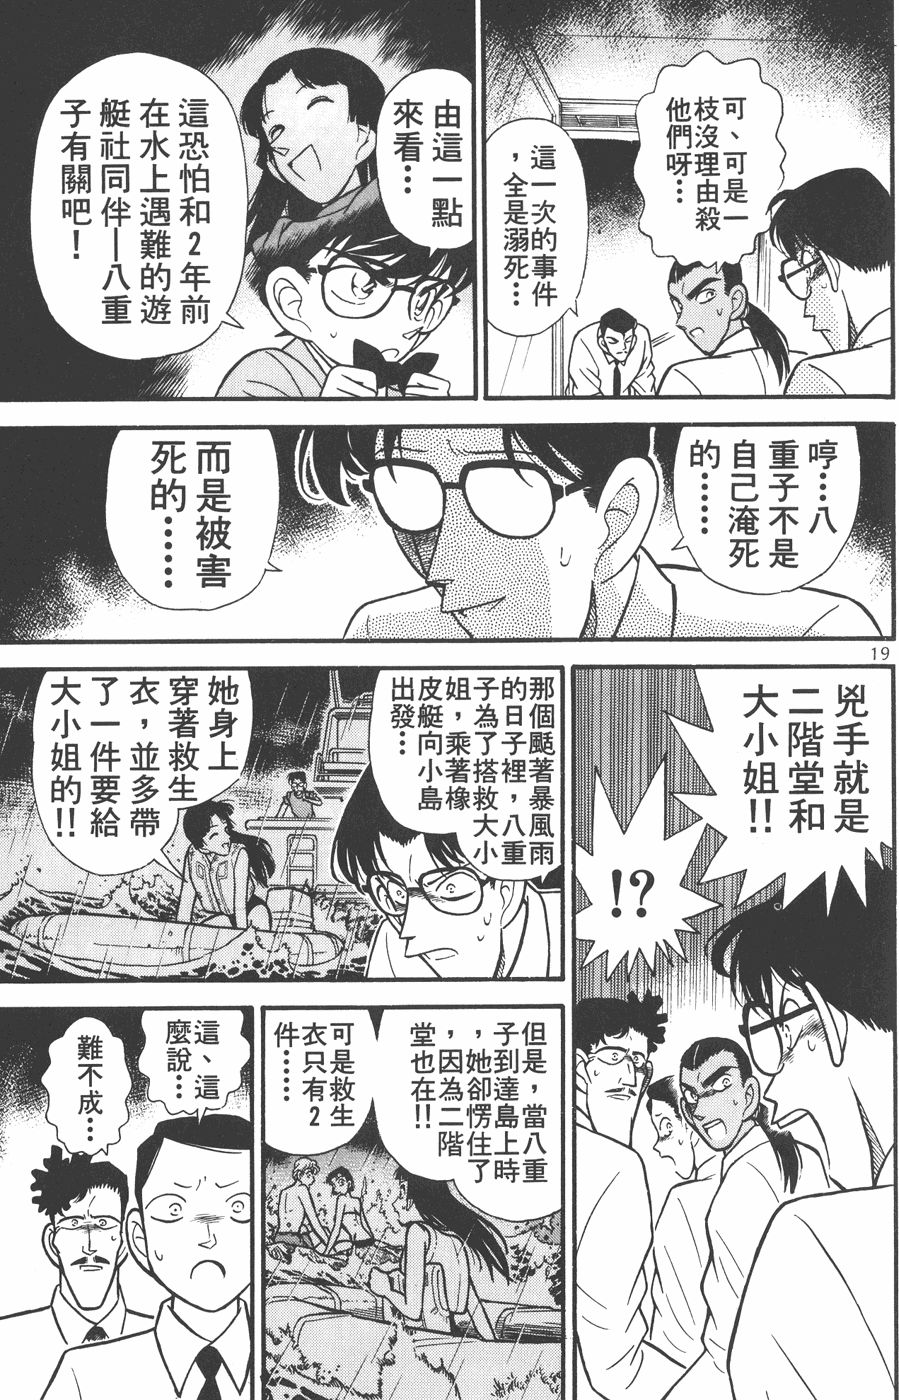 可、可是一
枝沒理由殺
他們呀…
這一次的事件
，全是溺死…
由這一點
來看…
這恐怕和2年前
在水上遇難的遊
艇社同伴—八重
子有關吧！
哼……八
重子不是
自己淹死
的……
而是被害
死的……
19
兇手就是
二階堂和
大小姐!!
!?
那個颳著暴風雨
的日子裡，八重
子為了搭救大小
姐，乘著橡
皮艇向小島
出發…
她身上
穿著救生
衣，並多帶
了一件要給
大小姐的!!
但是，當八重
子到達島上時
，她卻愣住了
，因為二階
堂也在!!
可是救生
衣只有2
件……
這、這
麼說…
難不成…